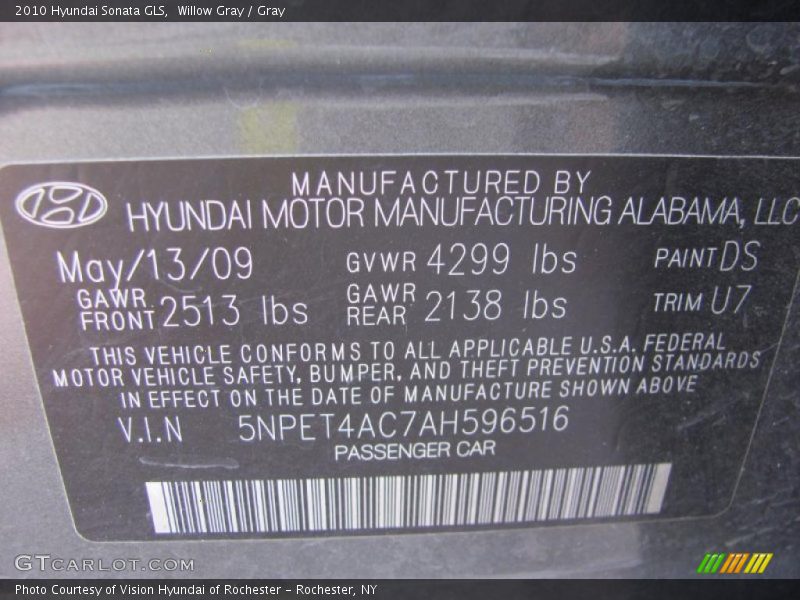 2010 Hyundai Sonata GLS, Willow Gray / Gray
MANUFACTURED BY
HYUNDAI MOTOR MANUFACTURING ALABAMA, LLC
May/13/09 GVWR 4299 lbs PAINT DS
GAWR FRONT 2513 lbs GAWR REAR 2138 lbs TRIM U7
THIS VEHICLE CONFORMS TO ALL APPLICABLE U.S.A. FEDERAL
MOTOR VEHICLE SAFETY, BUMPER, AND THEFT PREVENTION STANDARDS
IN EFFECT ON THE DATE OF MANUFACTURE SHOWN ABOVE
V.I.N 5NPET4AC7AH596516
PASSENGER CAR
GTCARLOT.COM
Photo Courtesy of Vision Hyundai of Rochester – Rochester, NY